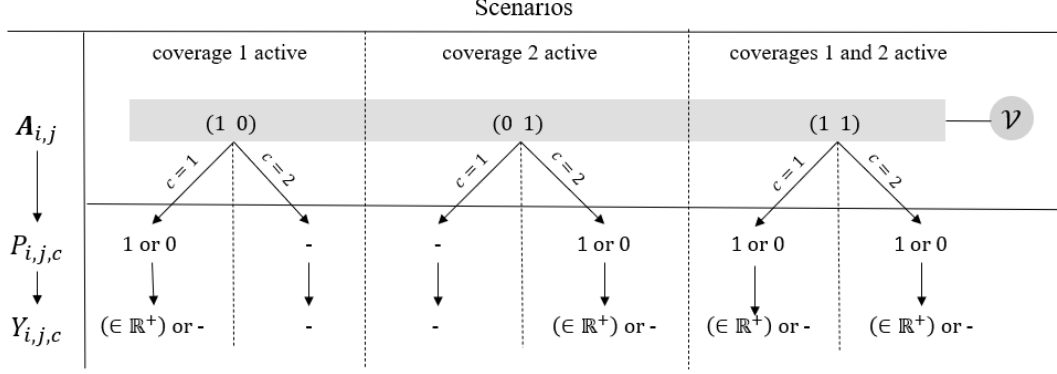 Scenarios
coverage 1 active coverage 2 active coverages 1 and 2 active
A_{i,j} (1 0) (0 1) (1 1) 𝒱
c = 1 c = 2 c = 1 c = 2 c = 1 c = 2
P_{i,j,c} 1 or 0 - - 1 or 0 1 or 0 1 or 0
Y_{i,j,c} (∈ ℝ⁺) or - - - (∈ ℝ⁺) or - (∈ ℝ⁺) or - (∈ ℝ⁺) or -